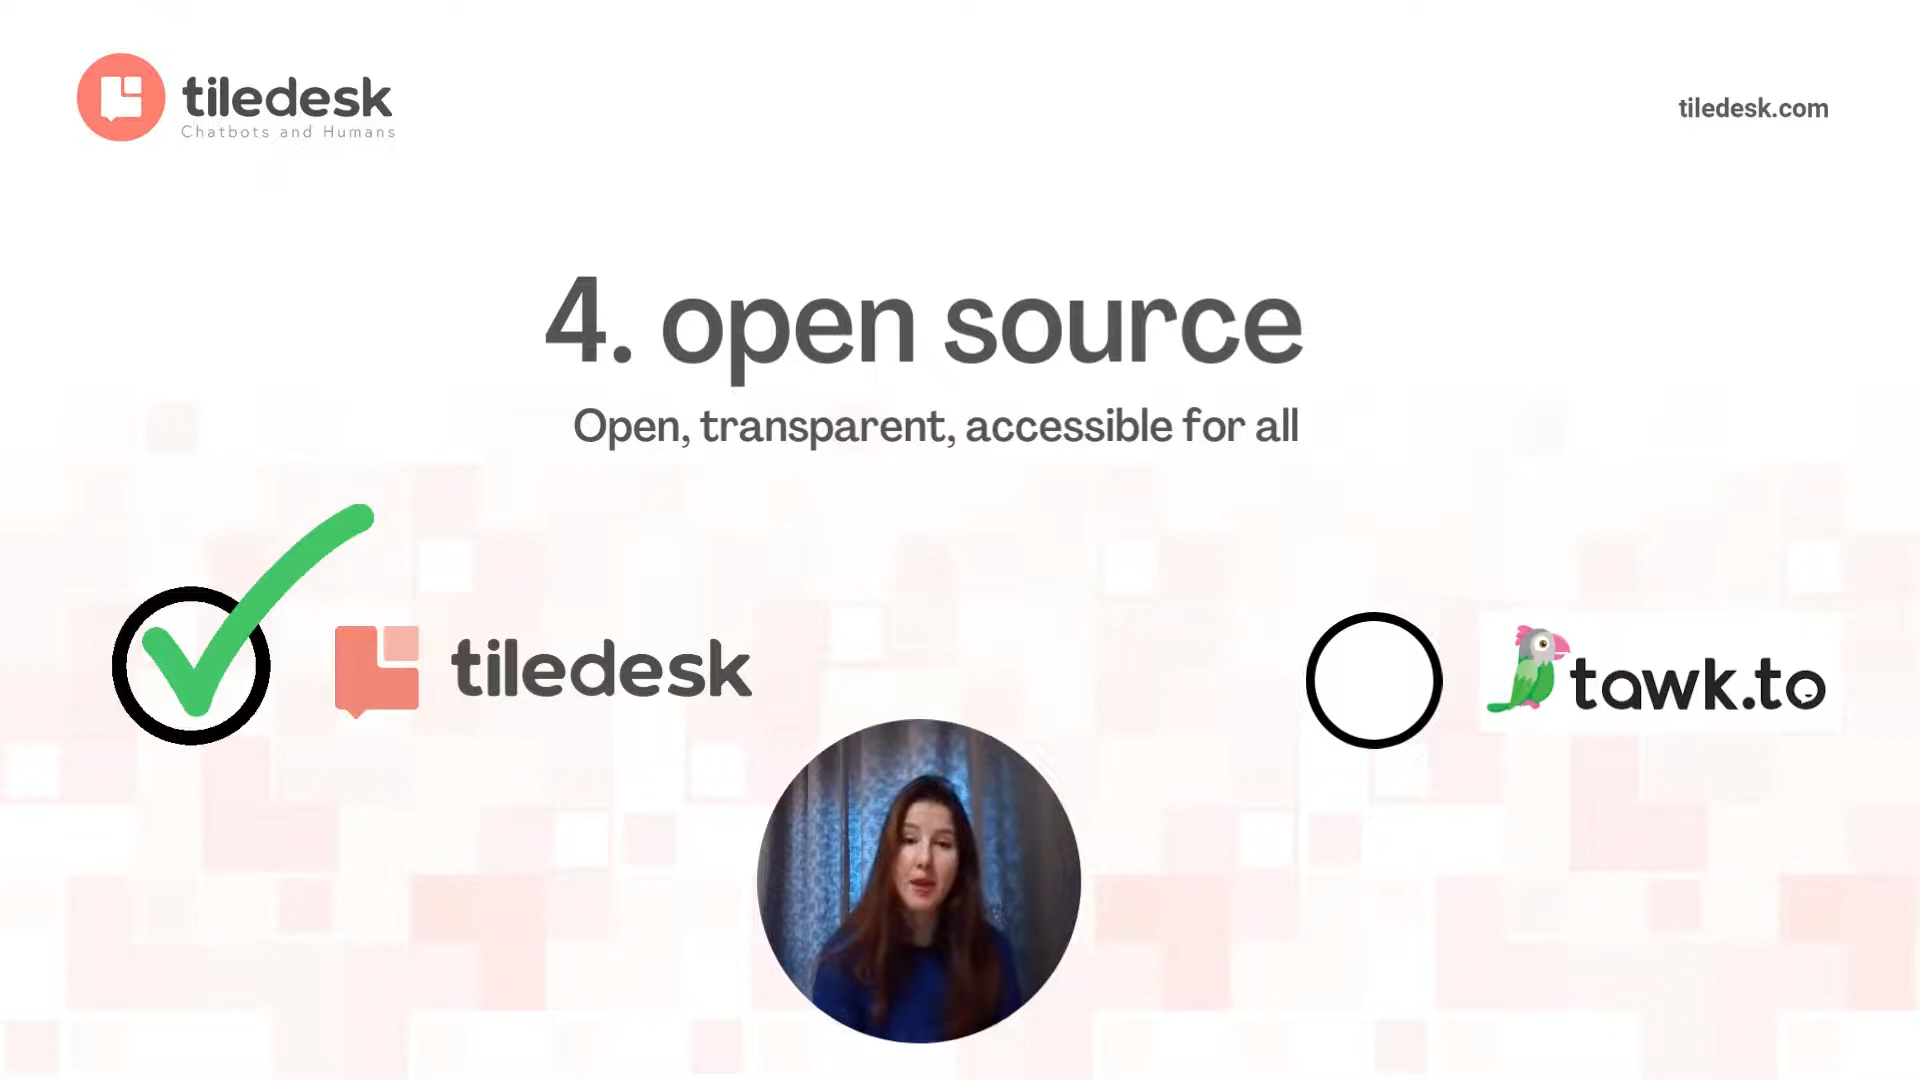 tiledesk
Chatbots and Humans
tiledesk.com
4. open source
Open, transparent, accessible for all
tiledesk
tawk.to